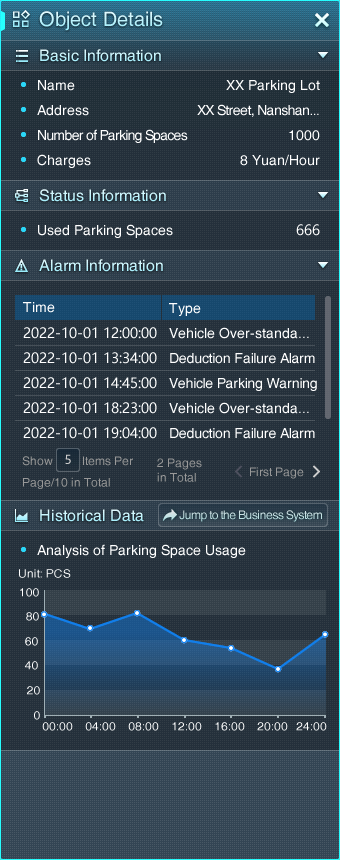 Object Details
Basic Information
Name XX Parking Lot
Address XX Street, Nanshan...
Number of Parking Spaces 1000
Charges 8 Yuan/Hour
Status Information
Used Parking Spaces 666
Alarm Information
Time Type
2022-10-01 12:00:00 Vehicle Over-standa...
2022-10-01 13:34:00 Deduction Failure Alarm
2022-10-01 14:45:00 Vehicle Parking Warning
2022-10-01 18:23:00 Vehicle Over-standa...
2022-10-01 19:04:00 Deduction Failure Alarm
Show 5 Items Per
Page/10 in Total
2 Pages
in Total
First Page
Historical Data Jump to the Business System
Analysis of Parking Space Usage
Unit: PCS
100
80
60
40
20
0
00:00 04:00 08:00 12:00 16:00 20:00 24:00